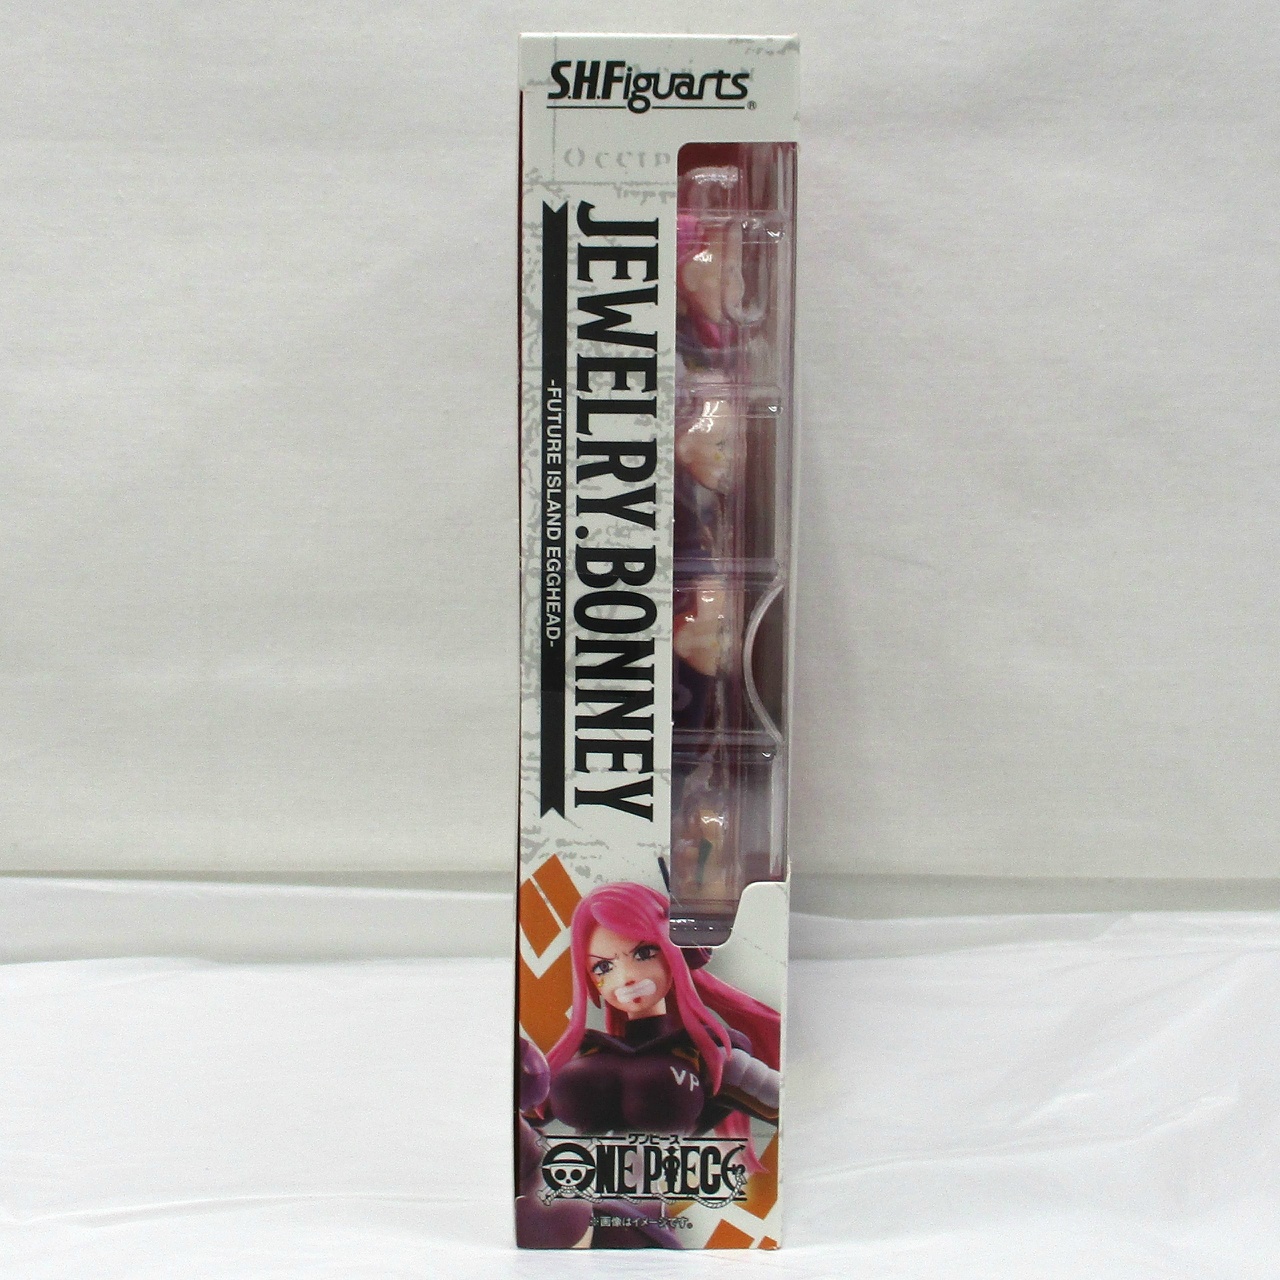 S.H.Figuarts®
Occip
JEWELRY.BONNEY
-FUTURE ISLAND EGGHEAD-
VP
ワンピース
ONE PIECE
※画像はイメージです。